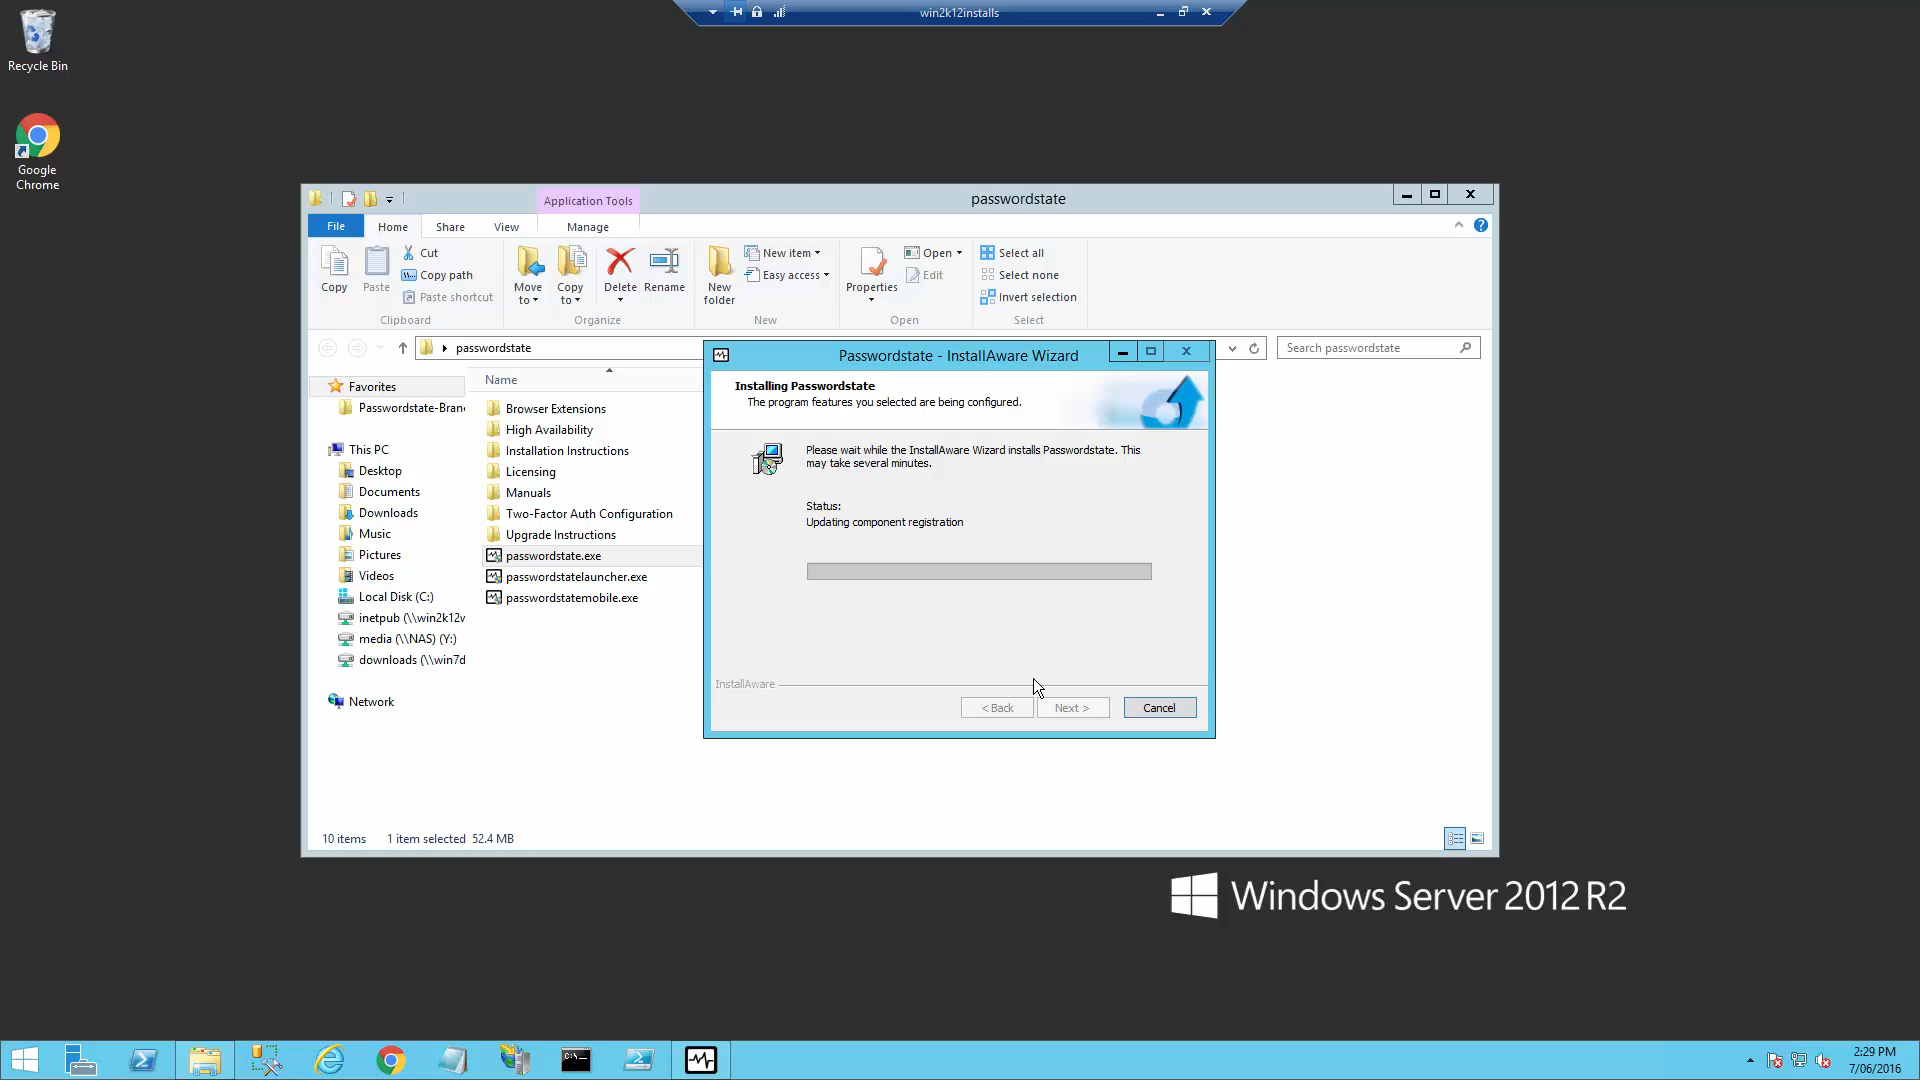 win2k12installs
Recycle Bin
Google
Chrome
Application Tools
passwordstate
File
Home
Share
View
Manage
Copy
Paste
Cut
Copy path
Paste shortcut
Clipboard
Move
to
Copy
to
Delete
Rename
Organize
New
folder
New item
Easy access
New
Properties
Open
Edit
Open
Select all
Select none
Invert selection
Select
passwordstate
Search passwordstate
Favorites
Passwordstate-Bran
This PC
Desktop
Documents
Downloads
Music
Pictures
Videos
Local Disk (C:)
inetpub (\\win2k12v
media (\\NAS) (Y:)
downloads (\\win7d
Network
Name
Browser Extensions
High Availability
Installation Instructions
Licensing
Manuals
Two-Factor Auth Configuration
Upgrade Instructions
passwordstate.exe
passwordstatelauncher.exe
passwordstatemobile.exe
Passwordstate - InstallAware Wizard
Installing Passwordstate
The program features you selected are being configured.
Please wait while the InstallAware Wizard installs Passwordstate. This
may take several minutes.
Status:
Updating component registration
InstallAware
< Back
Next >
Cancel
10 items
1 item selected 52.4 MB
Windows Server 2012 R2
C:\_
2:29 PM
7/06/2016